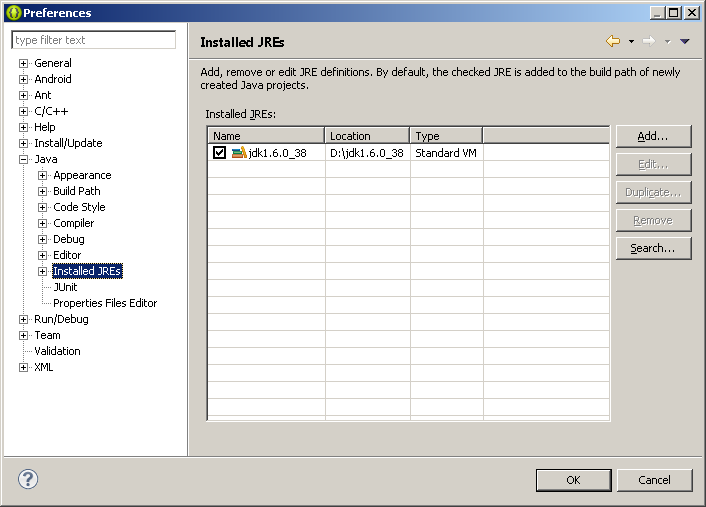 Preferences
type filter text
General
Android
Ant
C/C++
Help
Install/Update
Java
Appearance
Build Path
Code Style
Compiler
Debug
Editor
Installed JREs
JUnit
Properties Files Editor
Run/Debug
Team
Validation
XML
Installed JREs
Add, remove or edit JRE definitions. By default, the checked JRE is added to the build path of newly
created Java projects.
Installed JREs:
Name Location Type
jdk1.6.0_38 D:\jdk1.6.0_38 Standard VM
Add...
Edit...
Duplicate...
Remove
Search...
?
OK Cancel